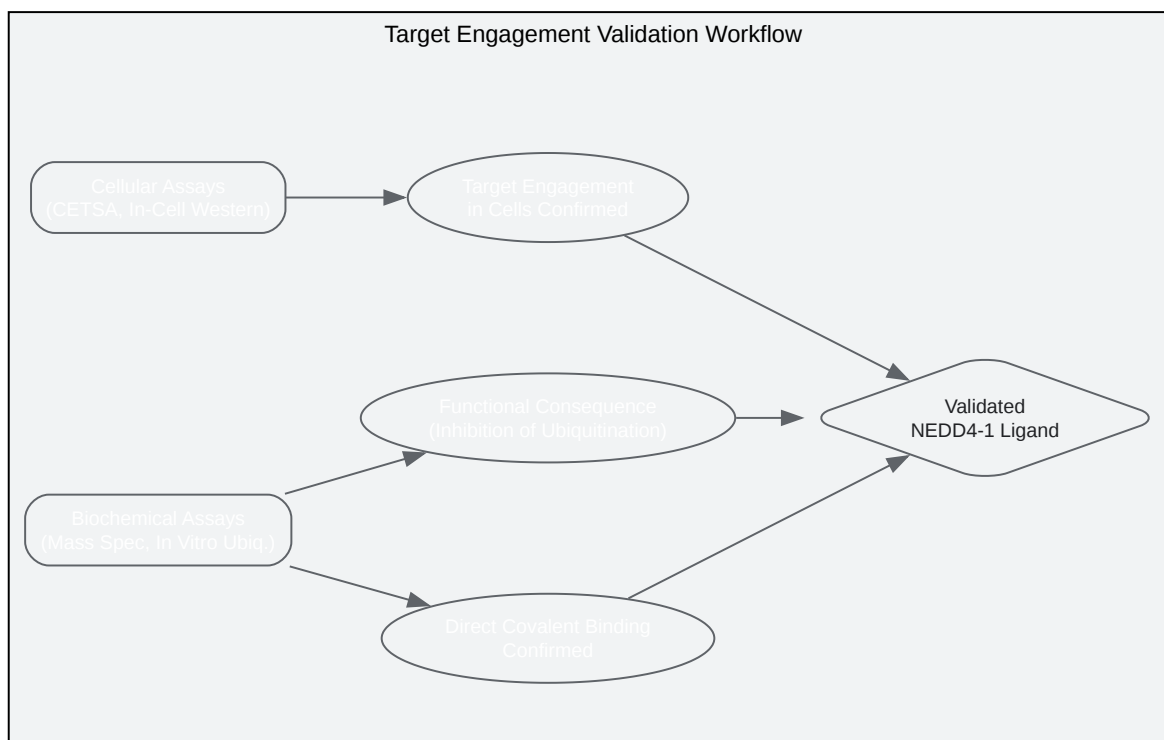 Target Engagement Validation Workflow
Cellular Assays
(CETSA, In-Cell Western)
Target Engagement
in Cells Confirmed
Functional Consequence
(Inhibition of Ubiquitination)
Validated
NEDD4-1 Ligand
Biochemical Assays
(Mass Spec, In Vitro Ubiq.)
Direct Covalent Binding
Confirmed